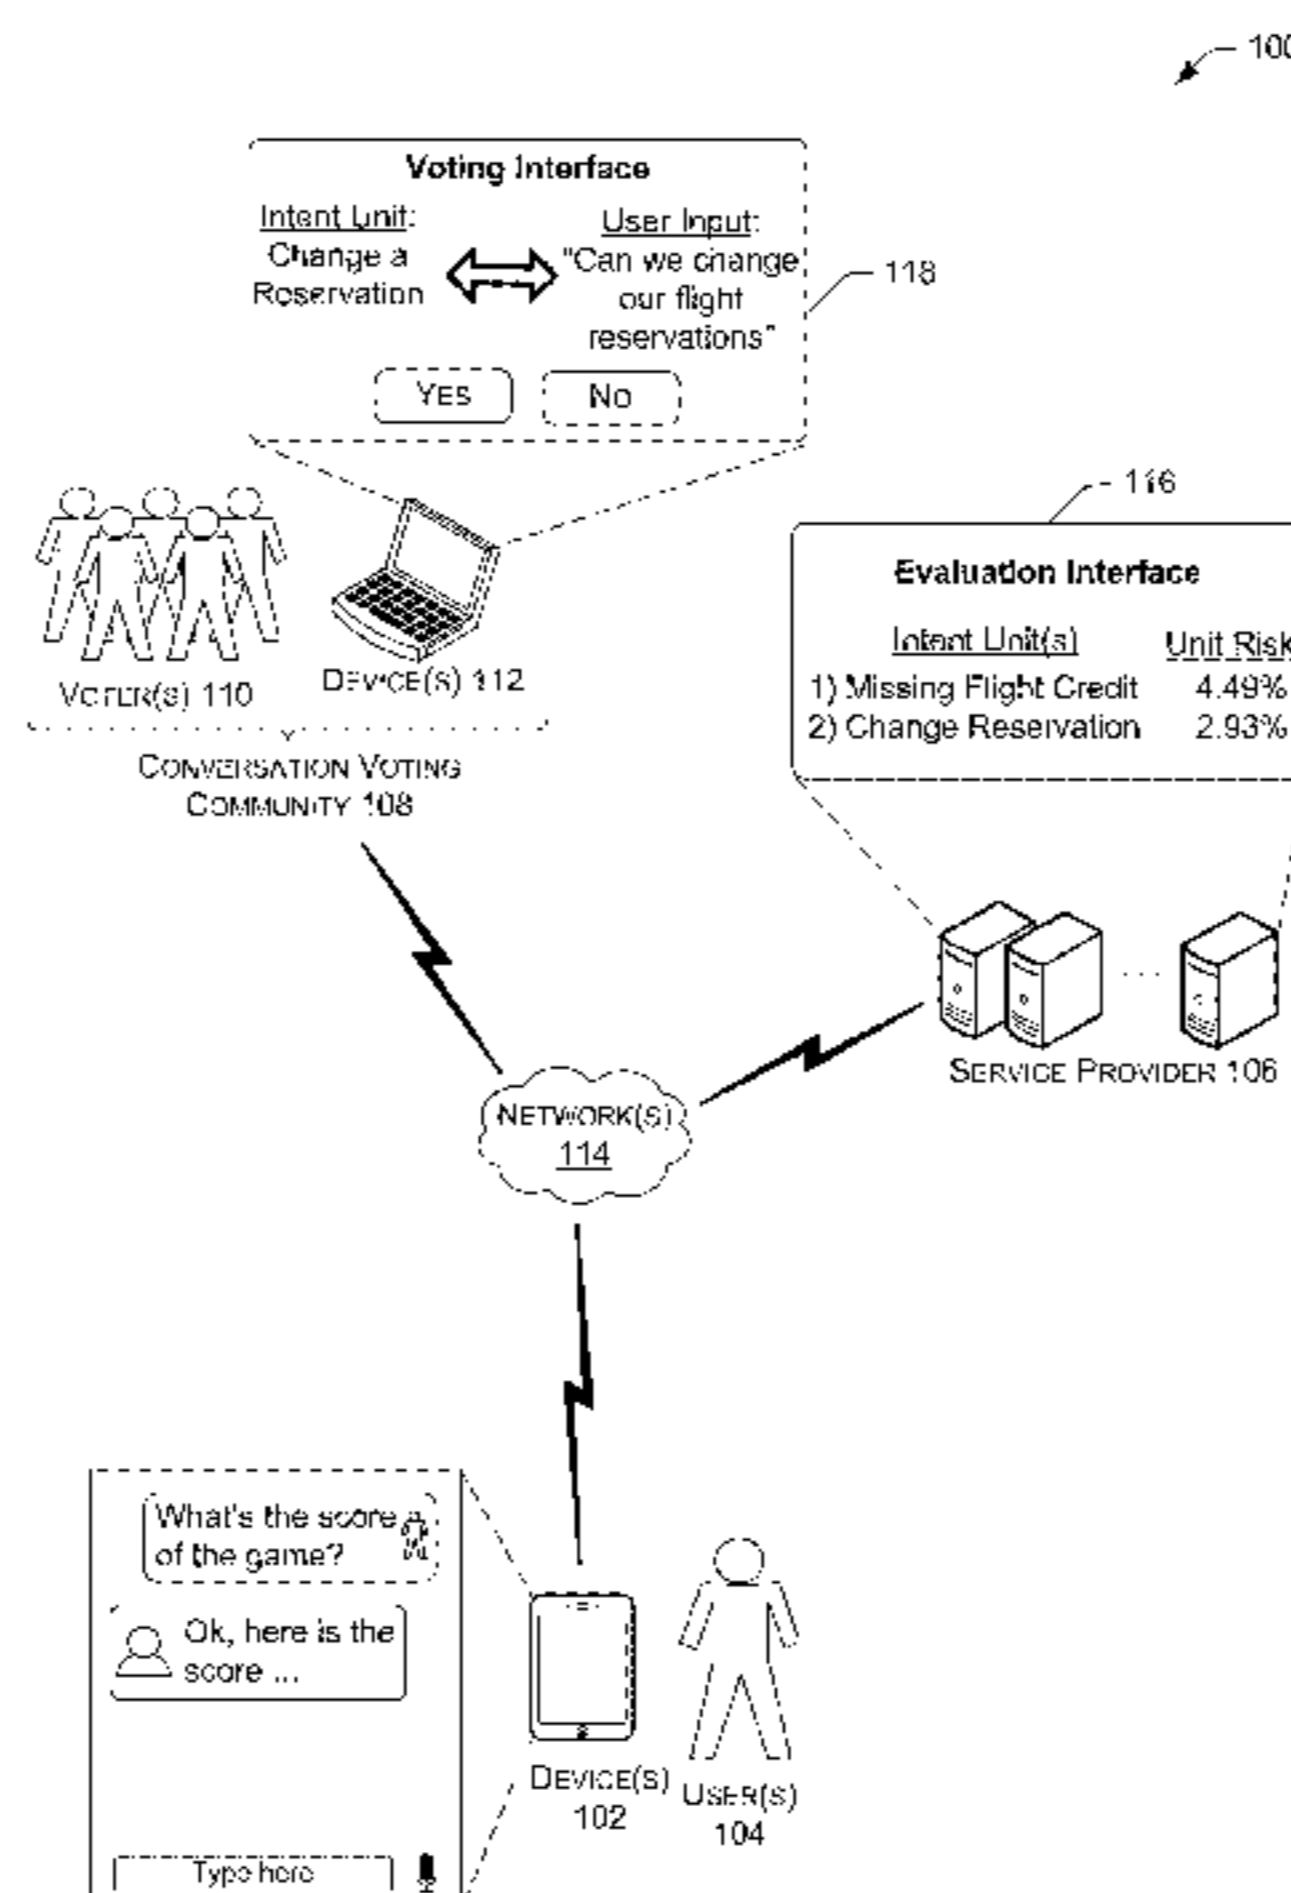 100
Voting Interface
Intent Unit:
Change a
Reservation
User Input:
"Can we change
our flight
reservations"
118
YES
NO
116
Evaluation Interface
Intent Unit(s)
Unit Risk
1) Missing Flight Credit
4.49%
2) Change Reservation
2.93%
VOTER(S) 110
DEVICE(S) 112
CONVERSATION VOTING
COMMUNITY 108
SERVICE PROVIDER 106
NETWORK(S)
114
What's the score
of the game?
Ok, here is the
score ...
Type here
DEVICE(S)
102
USER(S)
104